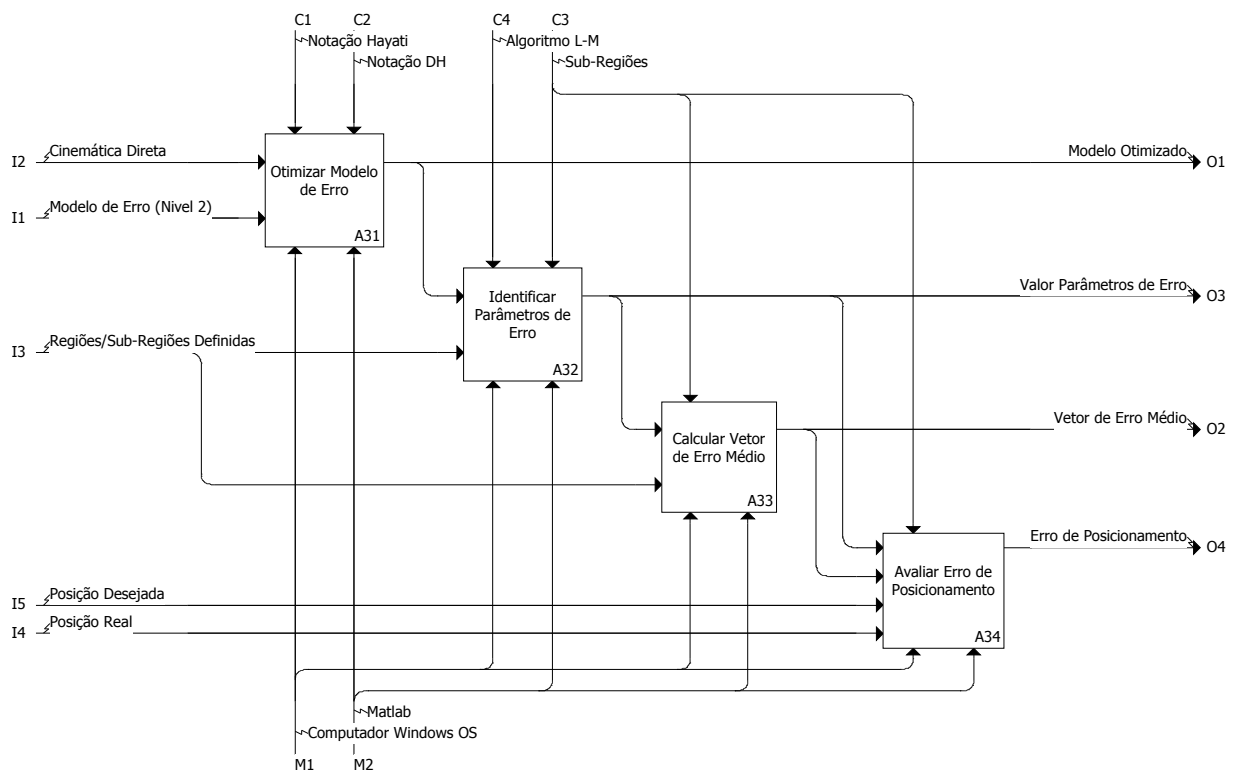 C1
C2
C4
C3
Notação Hayati
Algoritmo L-M
Notação DH
Sub-Regiões
I2
Cinemática Direta
Modelo Otimizado
O1
Otimizar Modelo
de Erro
A31
I1
Modelo de Erro (Nivel 2)
Identificar
Parâmetros de
Erro
A32
Valor Parâmetros de Erro
O3
I3
Regiões/Sub-Regiões Definidas
Calcular Vetor
de Erro Médio
A33
Vetor de Erro Médio
O2
Erro de Posicionamento
O4
Avaliar Erro de
Posicionamento
A34
I5
Posição Desejada
I4
Posição Real
Matlab
Computador Windows OS
M1
M2